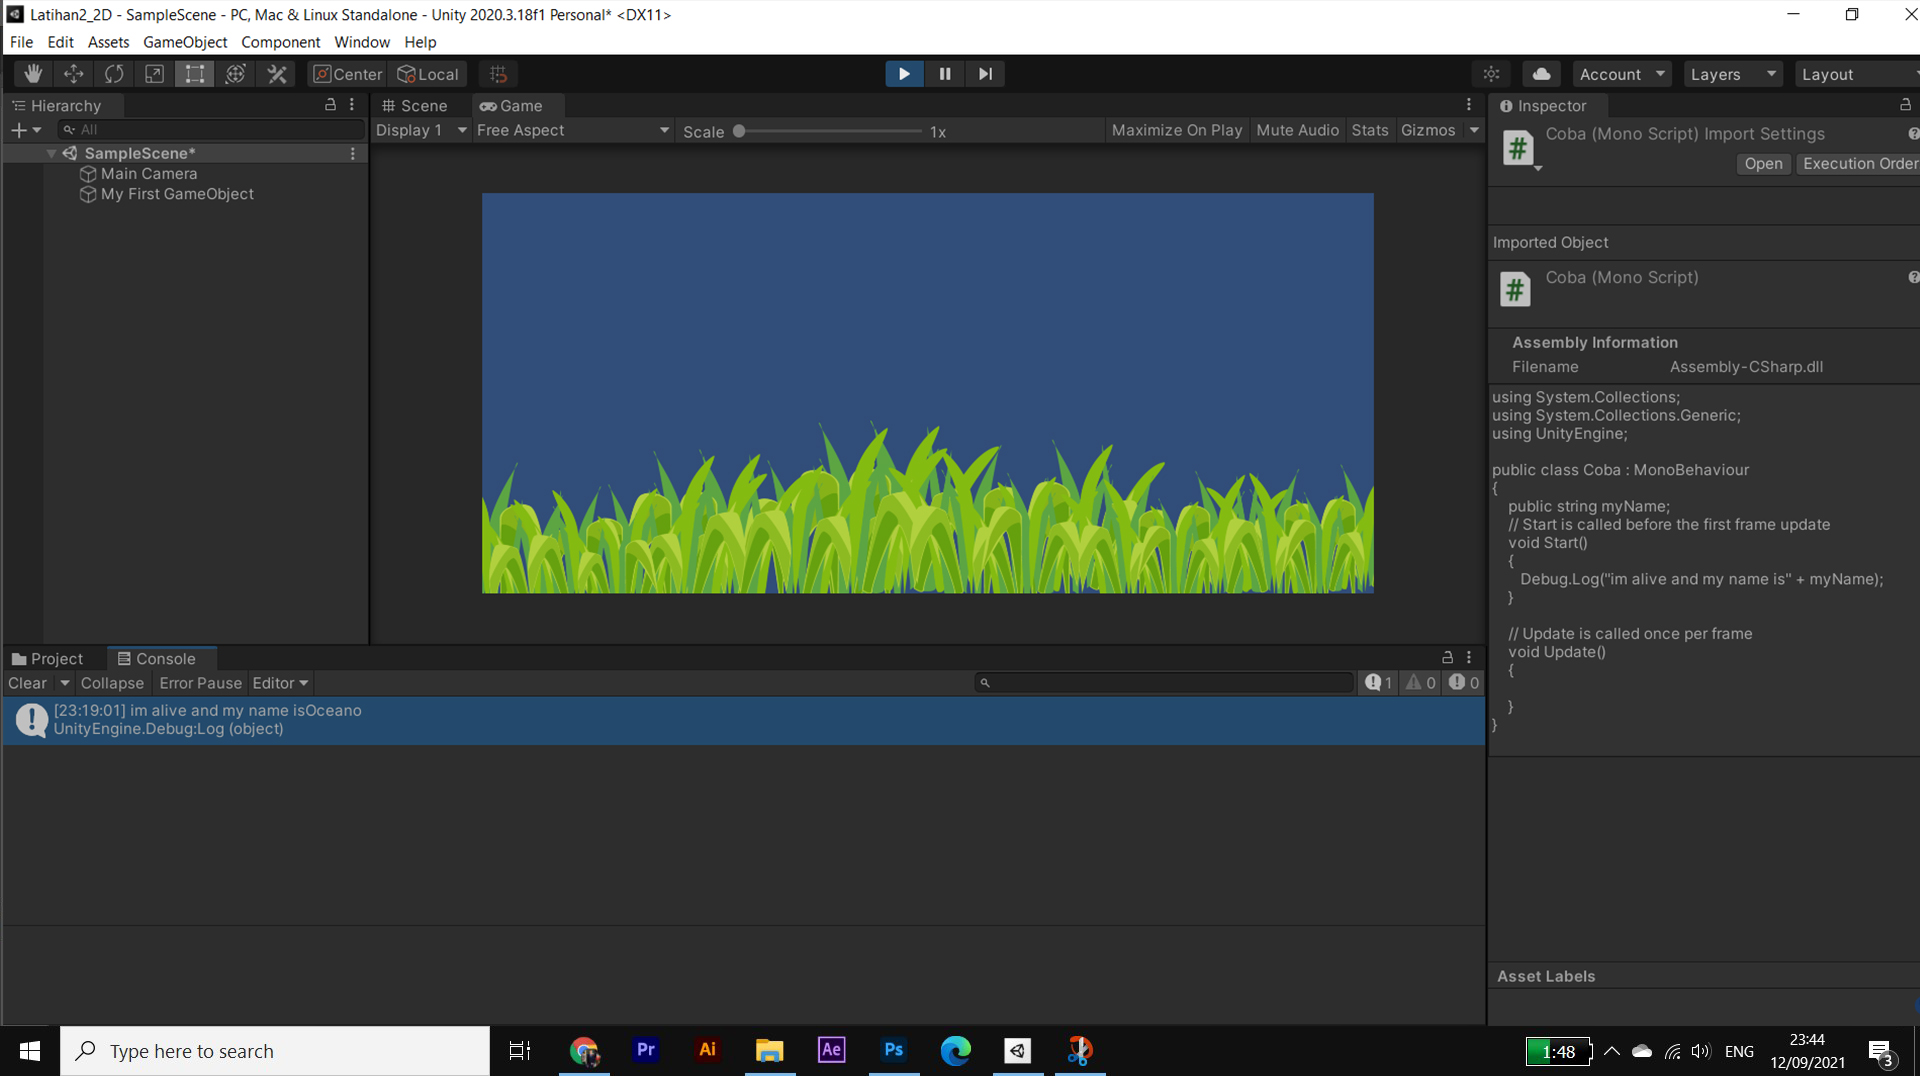 Latihan2_2D - SampleScene - PC, Mac & Linux Standalone - Unity 2020.3.18f1 Personal* <DX11>
File Edit Assets GameObject Component Window Help
Center Local Account Layers Layout
Hierarchy
All
SampleScene*
Main Camera
My First GameObject
Scene Game
Display 1 Free Aspect Scale 1x Maximize On Play Mute Audio Stats Gizmos
Inspector
Coba (Mono Script) Import Settings
Open Execution Order
Imported Object
Coba (Mono Script)
Assembly Information
Filename Assembly-CSharp.dll
using System.Collections;
using System.Collections.Generic;
using UnityEngine;
public class Coba : MonoBehaviour
{
public string myName;
// Start is called before the first frame update
void Start()
{
Debug.Log("im alive and my name is" + myName);
}
// Update is called once per frame
void Update()
{
}
}
Asset Labels
Project Console
Clear Collapse Error Pause Editor 1 0 0
[23:19:01] im alive and my name isOceano
UnityEngine.Debug:Log (object)
Type here to search
Pr Ai Ae Ps
1:48 ENG 23:44
12/09/2021 3